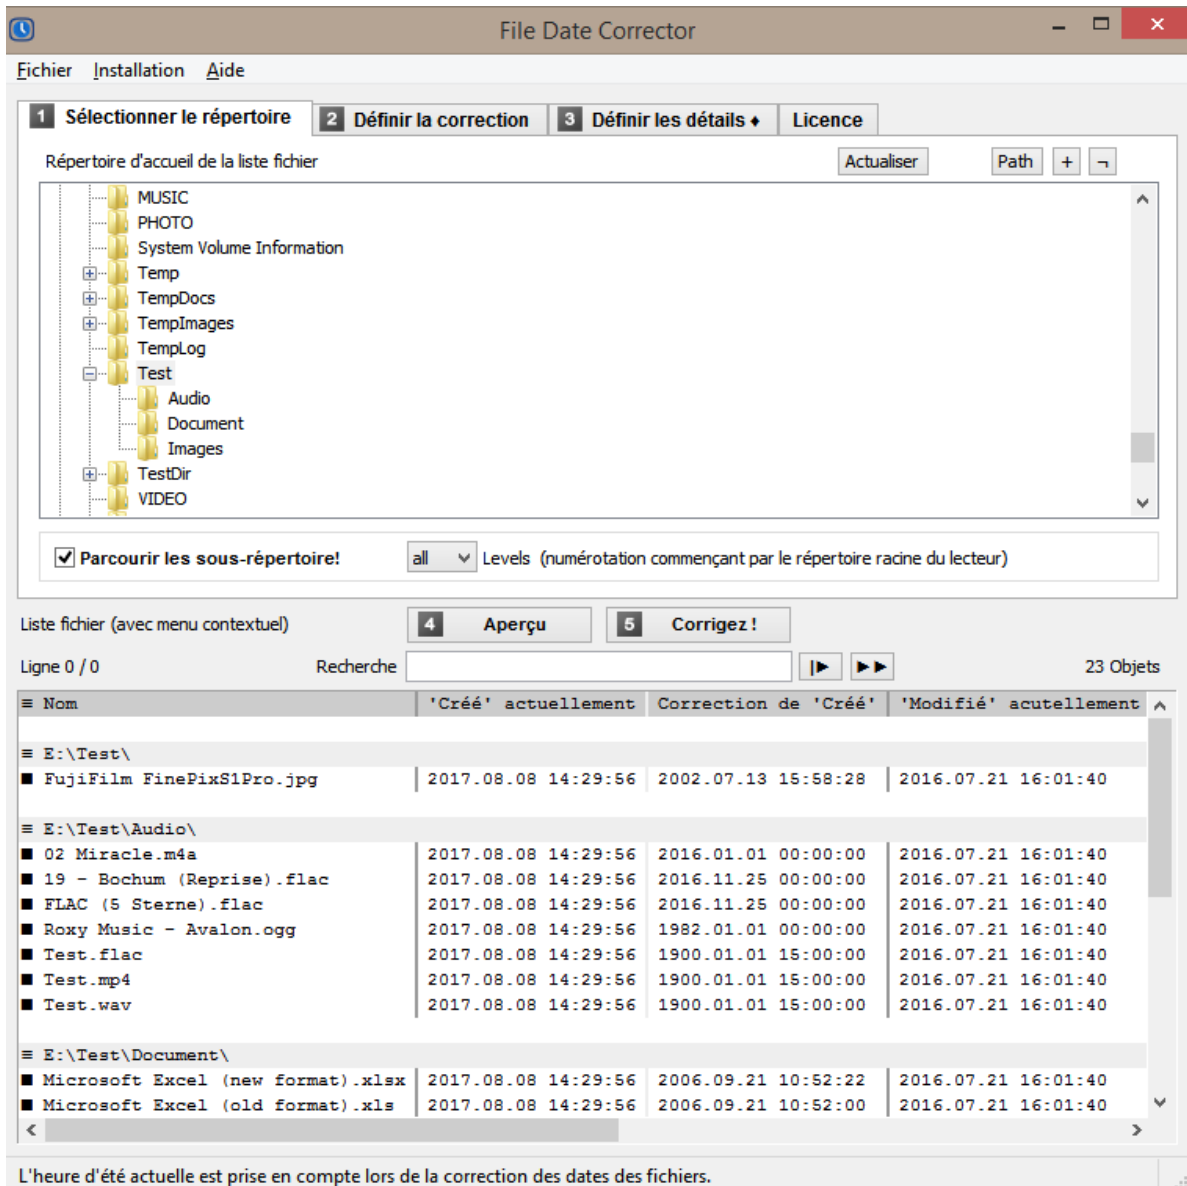 File Date Corrector
Fichier Installation Aide
1 Sélectionner le répertoire 2 Définir la correction 3 Définir les détails ♦ Licence
Répertoire d'accueil de la liste fichier Actualiser Path + ¬
MUSIC
PHOTO
System Volume Information
Temp
TempDocs
TempImages
TempLog
Test
Audio
Document
Images
TestDir
VIDEO
Parcourir les sous-répertoire! all Levels (numérotation commençant par le répertoire racine du lecteur)
Liste fichier (avec menu contextuel) 4 Aperçu 5 Corrigez !
Ligne 0 / 0 Recherche 23 Objets
≡ Nom 'Créé' actuellement Correction de 'Créé' 'Modifié' acutellement
≡ E:\Test\
■ FujiFilm FinePixS1Pro.jpg 2017.08.08 14:29:56 2002.07.13 15:58:28 2016.07.21 16:01:40
≡ E:\Test\Audio\
■ 02 Miracle.m4a 2017.08.08 14:29:56 2016.01.01 00:00:00 2016.07.21 16:01:40
■ 19 - Bochum (Reprise).flac 2017.08.08 14:29:56 2016.11.25 00:00:00 2016.07.21 16:01:40
■ FLAC (5 Sterne).flac 2017.08.08 14:29:56 2016.11.25 00:00:00 2016.07.21 16:01:40
■ Roxy Music - Avalon.ogg 2017.08.08 14:29:56 1982.01.01 00:00:00 2016.07.21 16:01:40
■ Test.flac 2017.08.08 14:29:56 1900.01.01 15:00:00 2016.07.21 16:01:40
■ Test.mp4 2017.08.08 14:29:56 1900.01.01 15:00:00 2016.07.21 16:01:40
■ Test.wav 2017.08.08 14:29:56 1900.01.01 15:00:00 2016.07.21 16:01:40
≡ E:\Test\Document\
■ Microsoft Excel (new format).xlsx 2017.08.08 14:29:56 2006.09.21 10:52:22 2016.07.21 16:01:40
■ Microsoft Excel (old format).xls 2017.08.08 14:29:56 2006.09.21 10:52:00 2016.07.21 16:01:40
L'heure d'été actuelle est prise en compte lors de la correction des dates des fichiers.